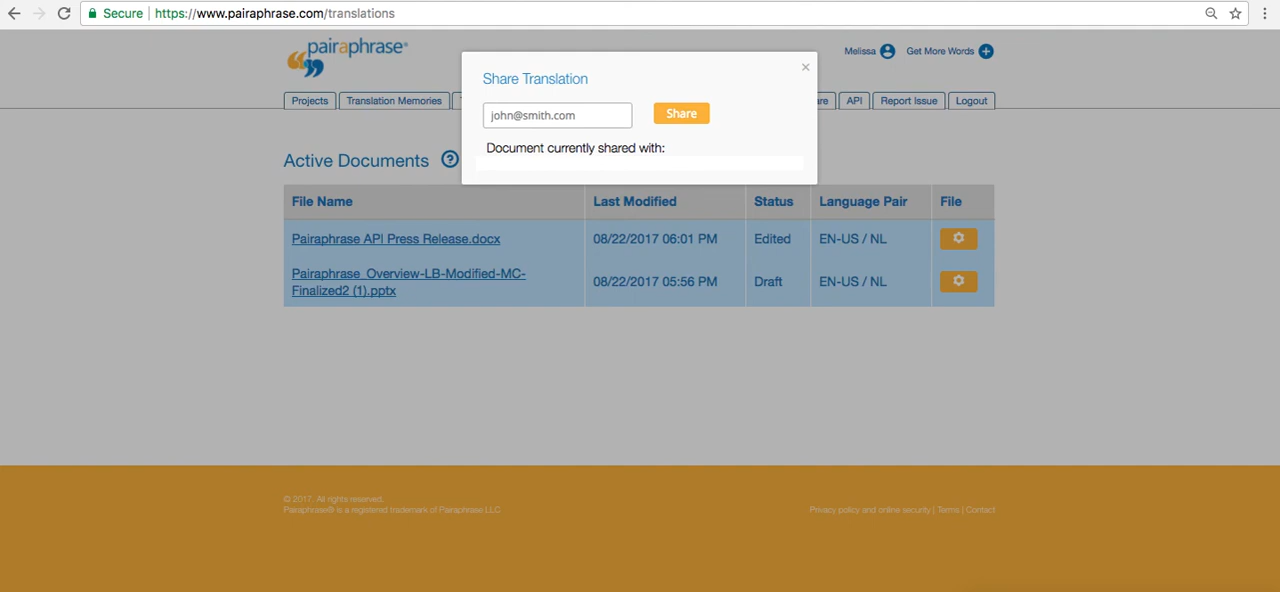 Secure https://www.pairaphrase.com/translations
pairaphrase®
Melissa
Get More Words
Share Translation
john@smith.com
Share
Document currently shared with:
Projects
Translation Memories
API
Report Issue
Logout
Active Documents
File Name
Last Modified
Status
Language Pair
File
Pairaphrase API Press Release.docx
08/22/2017 06:01 PM
Edited
EN-US / NL
Pairaphrase_Overview-LB-Modified-MC-
Finalized2 (1).pptx
08/22/2017 05:56 PM
Draft
EN-US / NL
© 2017. All rights reserved.
Pairaphrase® is a registered trademark of Pairaphrase LLC
Privacy policy and online security | Terms | Contact